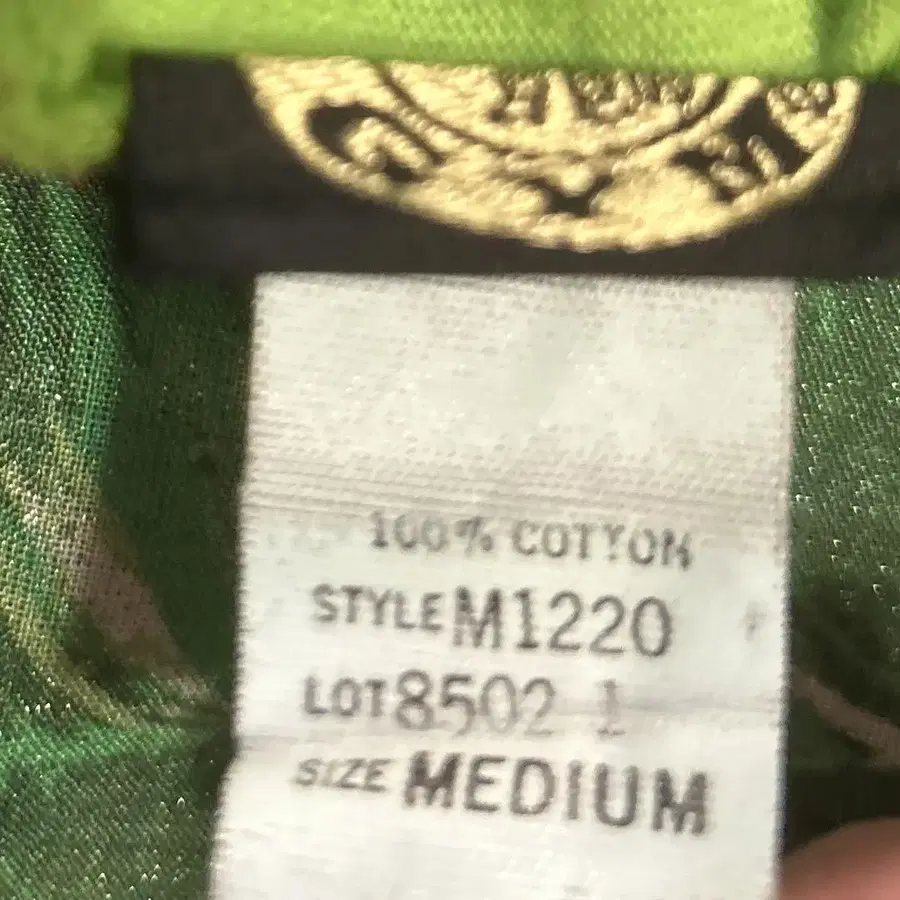 100% COTTON
STYLE M1220
LOT 8502 1
SIZE MEDIUM